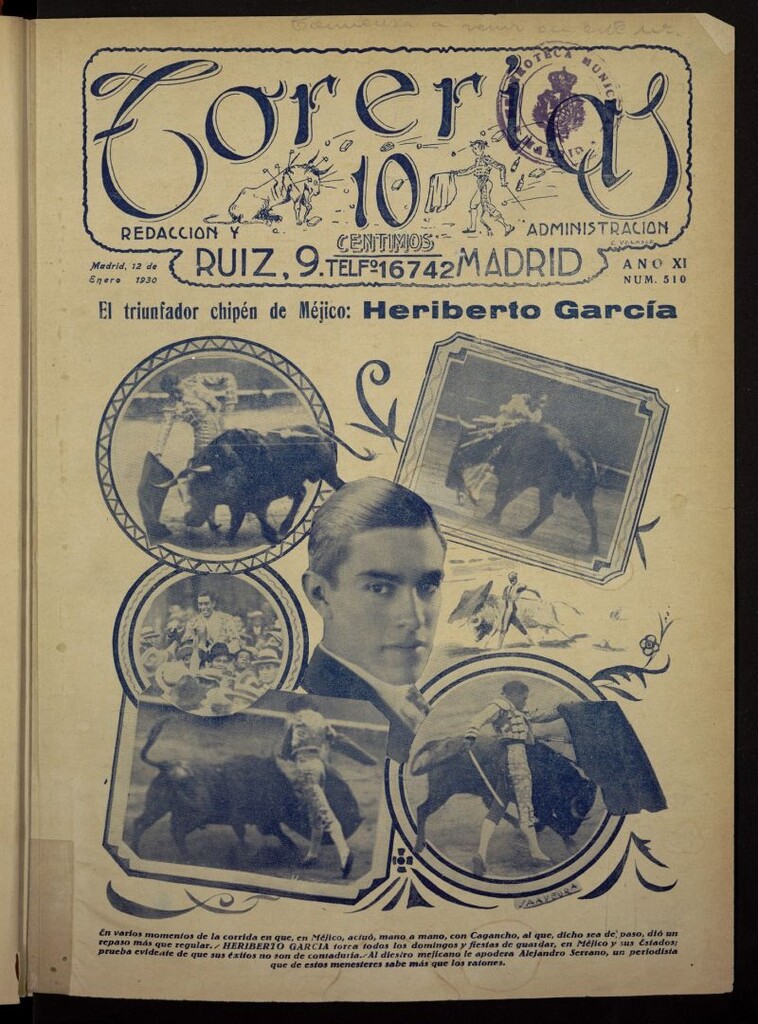 Torerías
10
CENTIMOS
REDACCION Y ADMINISTRACION
RUIZ, 9. TELFº 16742 MADRID
Madrid, 12 de
Enero 1930
AÑO XI
NUM. 510
El triunfador chipén de Méjico: Heriberto García
En varios momentos de la corrida en que, en Méjico, actuó, mano a mano, con Cagancho, al que, dicho sea de paso, dió un
repaso más que regular. / HERIBERTO GARCIA torea todos los domingos y fiestas de guardar, en Méjico y sus Estados;
prueba evidente de que sus éxitos no son de contaduría. / Al diestro mejicano le apodera Alejandro Serrano, un periodista
que de estos menesteres sabe más que los ratones.